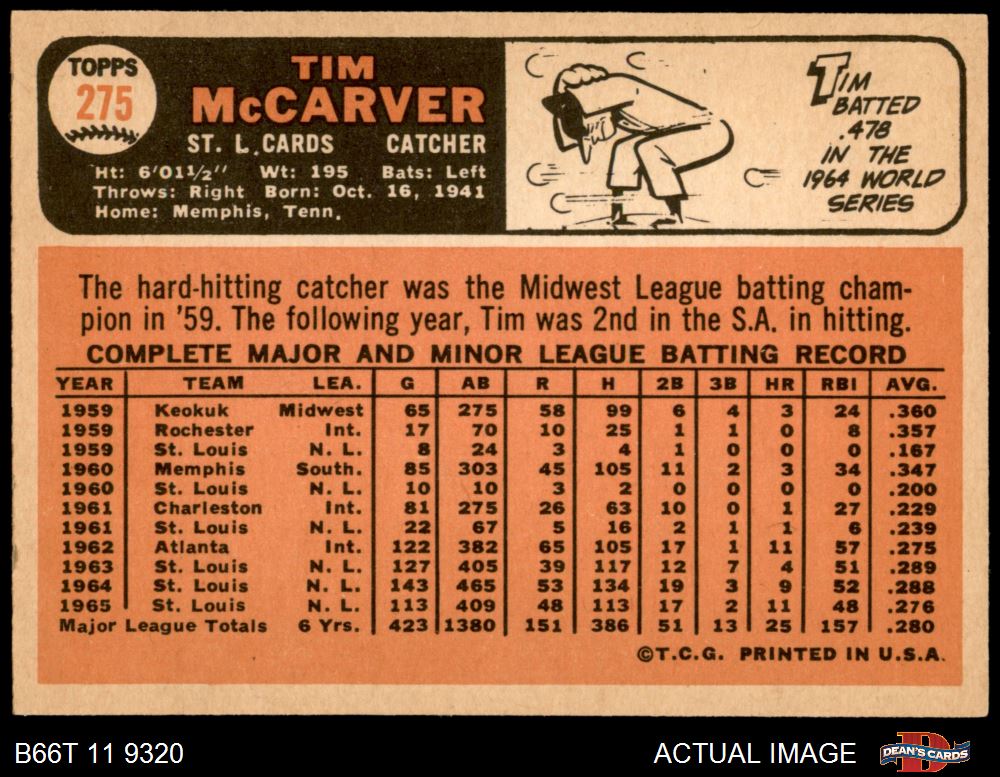 TOPPS
275
TIM
McCARVER
ST. L. CARDS CATCHER
Ht: 6'01½" Wt: 195 Bats: Left
Throws: Right Born: Oct. 16, 1941
Home: Memphis, Tenn.
TIM
BATTED
.478
IN THE
1964 WORLD
SERIES
The hard-hitting catcher was the Midwest League batting cham-
pion in '59. The following year, Tim was 2nd in the S.A. in hitting.
COMPLETE MAJOR AND MINOR LEAGUE BATTING RECORD
YEAR TEAM LEA. G AB R H 2B 3B HR RBI AVG.
1959 Keokuk Midwest 65 275 58 99 6 4 3 24 .360
1959 Rochester Int. 17 70 10 25 1 1 0 8 .357
1959 St. Louis N. L. 8 24 3 4 1 0 0 0 .167
1960 Memphis South. 85 303 45 105 11 2 3 34 .347
1960 St. Louis N. L. 10 10 3 2 0 0 0 0 .200
1961 Charleston Int. 81 275 26 63 10 0 1 27 .229
1961 St. Louis N. L. 22 67 5 16 2 1 1 6 .239
1962 Atlanta Int. 122 382 65 105 17 1 11 57 .275
1963 St. Louis N. L. 127 405 39 117 12 7 4 51 .289
1964 St. Louis N. L. 143 465 53 134 19 3 9 52 .288
1965 St. Louis N. L. 113 409 48 113 17 2 11 48 .276
Major League Totals 6 Yrs. 423 1380 151 386 51 13 25 157 .280
©T.C.G. PRINTED IN U.S.A.
B66T 11 9320 ACTUAL IMAGE DEAN'S CARDS